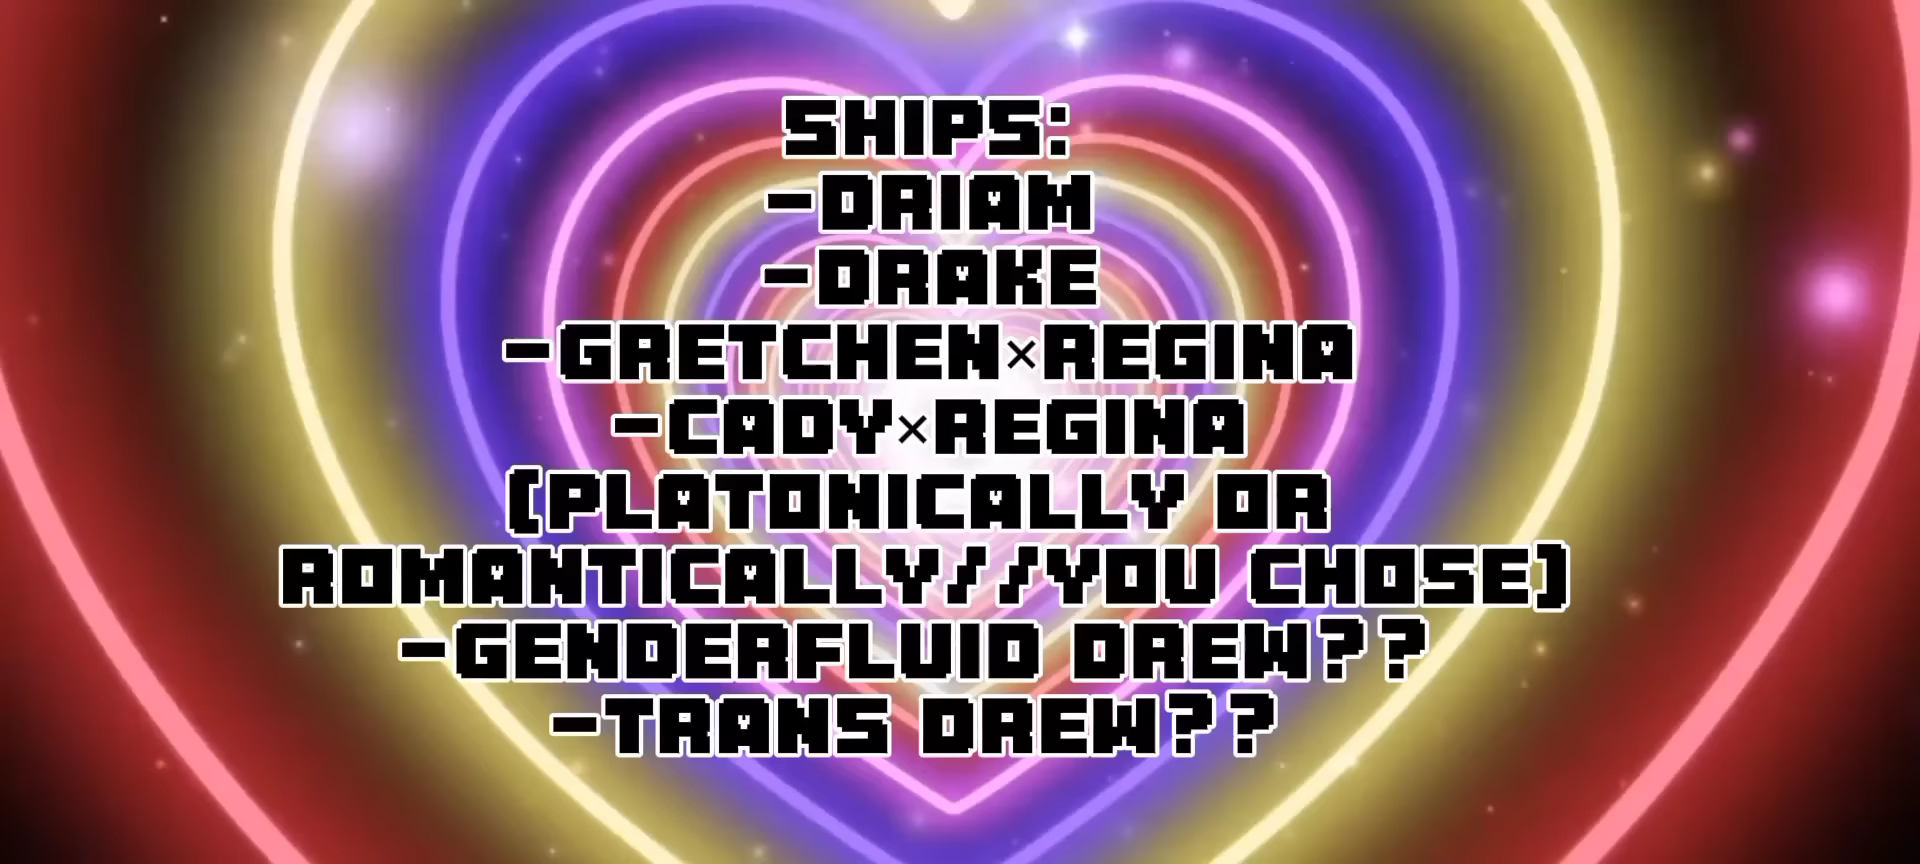 SHIPS:
-DRIAM
-DRAKE
-GRETCHEN×REGINA
-CADY×REGINA
(PLATONICALLY OR
ROMANTICALLY//YOU CHOSE)
-GENDERFLUID DREW??
-TRANS DREW??